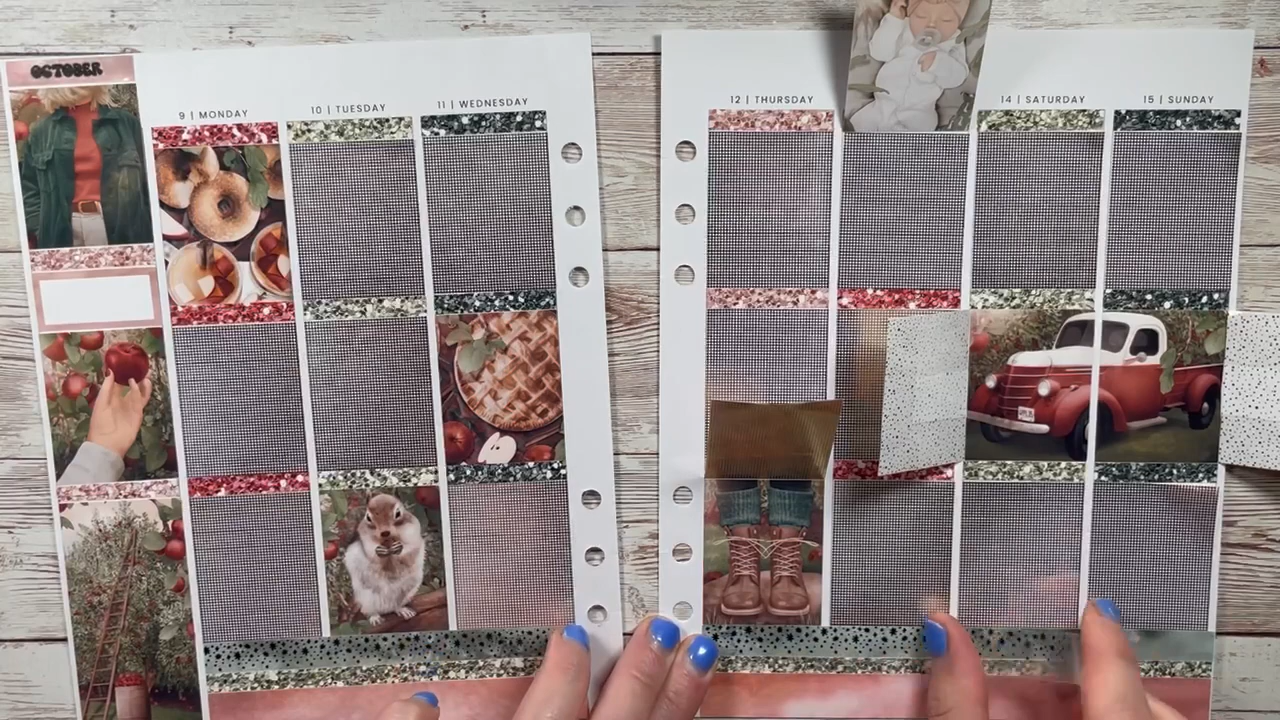 OCTOBER
9 | MONDAY
10 | TUESDAY
11 | WEDNESDAY
12 | THURSDAY
14 | SATURDAY
15 | SUNDAY